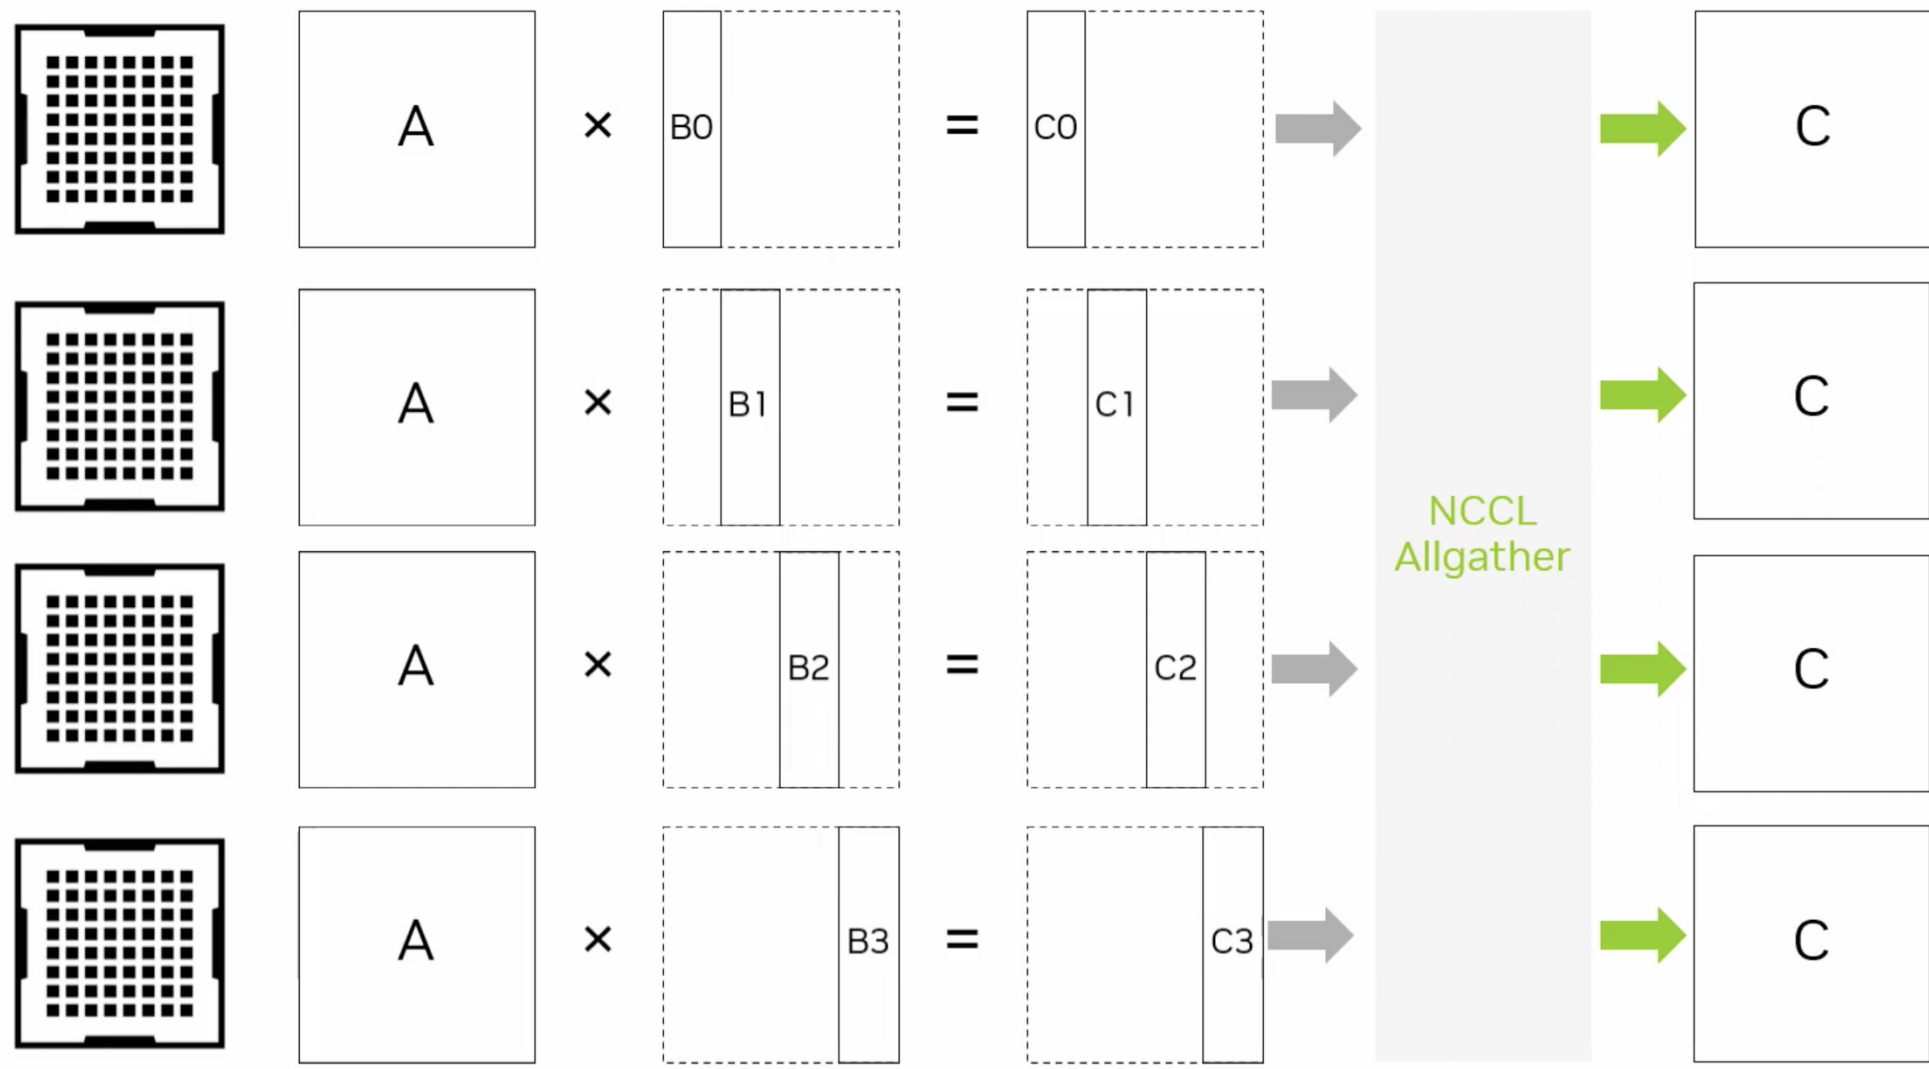 A × B0 = C0 C
A × B1 = C1 C
NCCL
Allgather
A × B2 = C2 C
A × B3 = C3 C